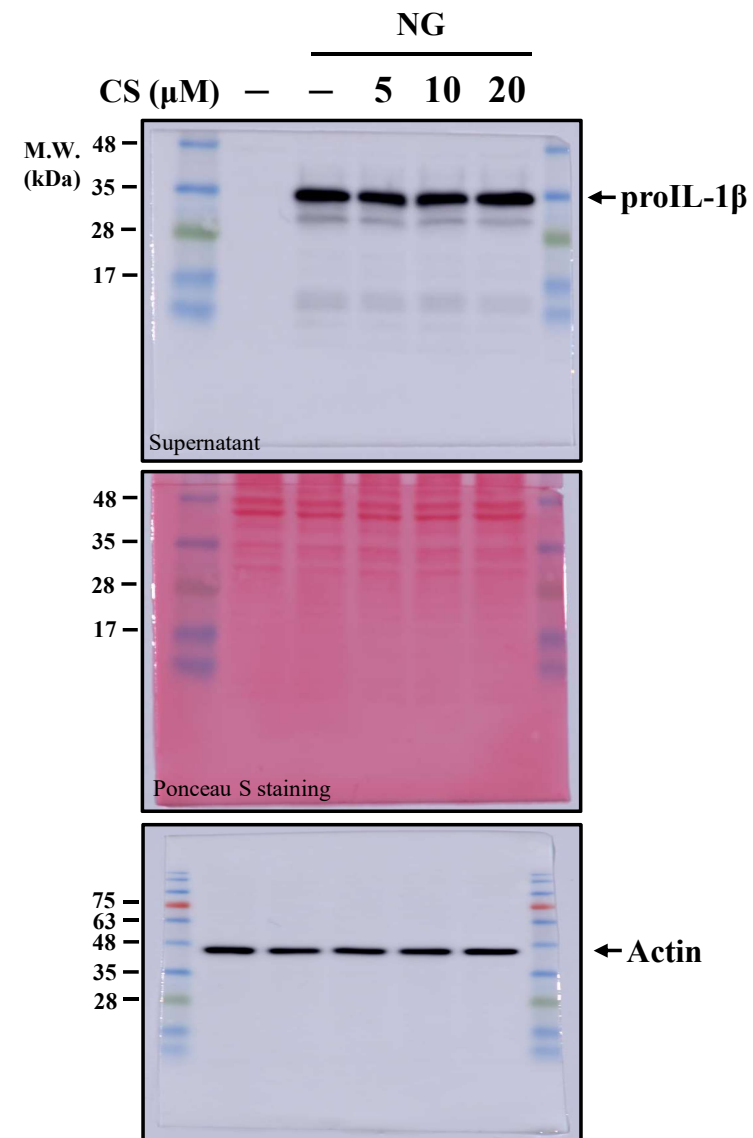 NG
CS (μM) – – 5 10 20
M.W.
(kDa)
48
35
28
17
proIL-1β
Supernatant
48
35
28
17
Ponceau S staining
75
63
48
35
28
Actin